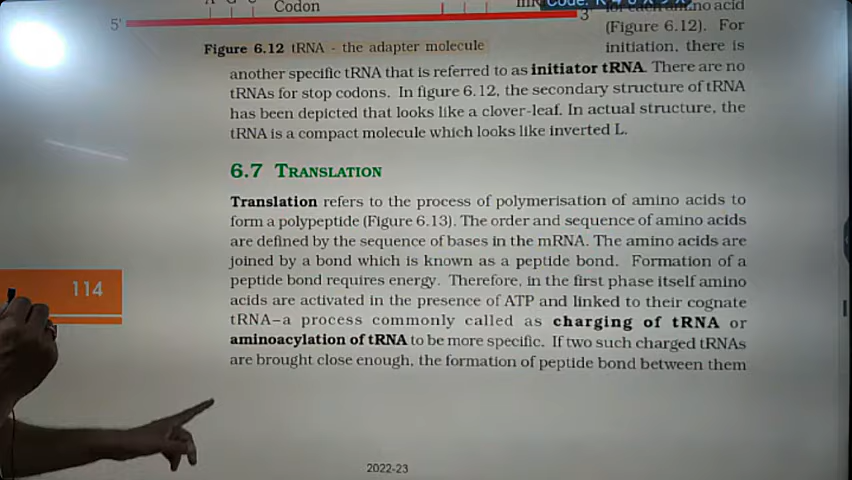 Codon
5'
3'
for each amino acid
(Figure 6.12). For
initiation, there is
Figure 6.12 tRNA - the adapter molecule
another specific tRNA that is referred to as initiator tRNA. There are no
tRNAs for stop codons. In figure 6.12, the secondary structure of tRNA
has been depicted that looks like a clover-leaf. In actual structure, the
tRNA is a compact molecule which looks like inverted L.
6.7 TRANSLATION
Translation refers to the process of polymerisation of amino acids to
form a polypeptide (Figure 6.13). The order and sequence of amino acids
are defined by the sequence of bases in the mRNA. The amino acids are
joined by a bond which is known as a peptide bond. Formation of a
peptide bond requires energy. Therefore, in the first phase itself amino
acids are activated in the presence of ATP and linked to their cognate
tRNA–a process commonly called as charging of tRNA or
aminoacylation of tRNA to be more specific. If two such charged tRNAs
are brought close enough, the formation of peptide bond between them
114
2022-23